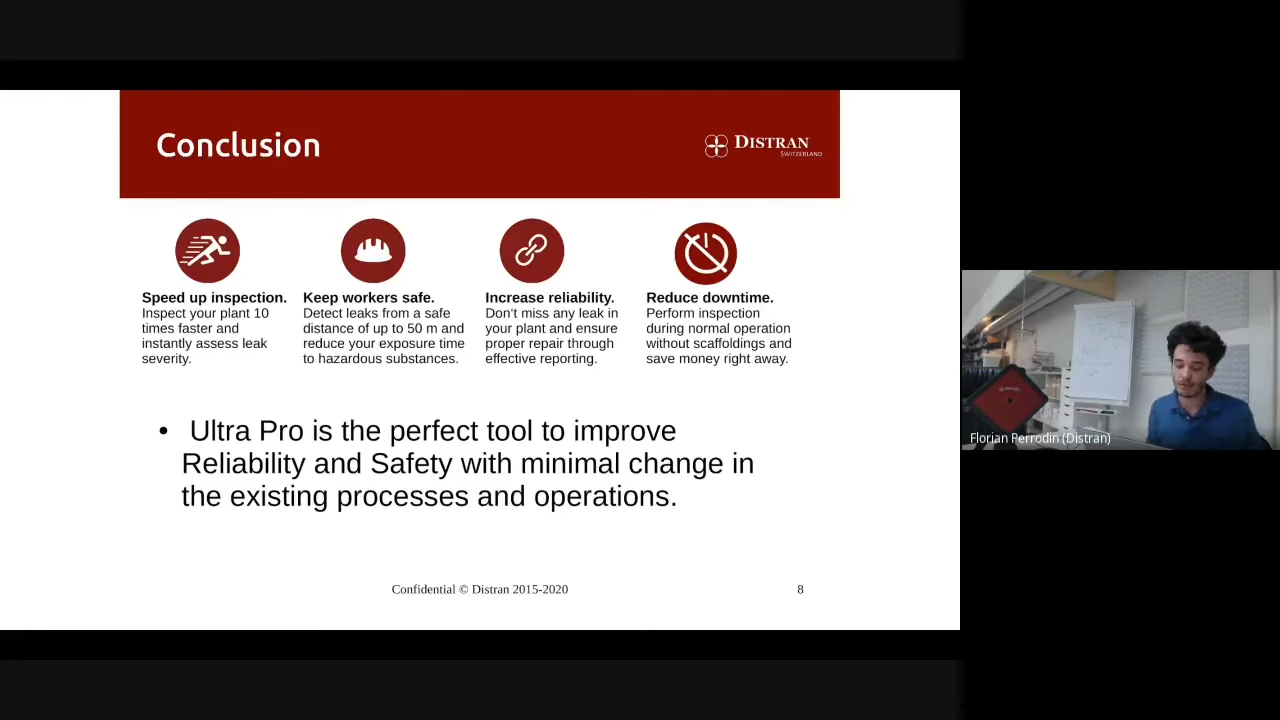 Conclusion
DISTRAN
SWITZERLAND
Speed up inspection.
Inspect your plant 10
times faster and
instantly assess leak
severity.
Keep workers safe.
Detect leaks from a safe
distance of up to 50 m and
reduce your exposure time
to hazardous substances.
Increase reliability.
Don't miss any leak in
your plant and ensure
proper repair through
effective reporting.
Reduce downtime.
Perform inspection
during normal operation
without scaffoldings and
save money right away.
• Ultra Pro is the perfect tool to improve
Reliability and Safety with minimal change in
the existing processes and operations.
Confidential © Distran 2015-2020
8
Florian Perrodin (Distran)